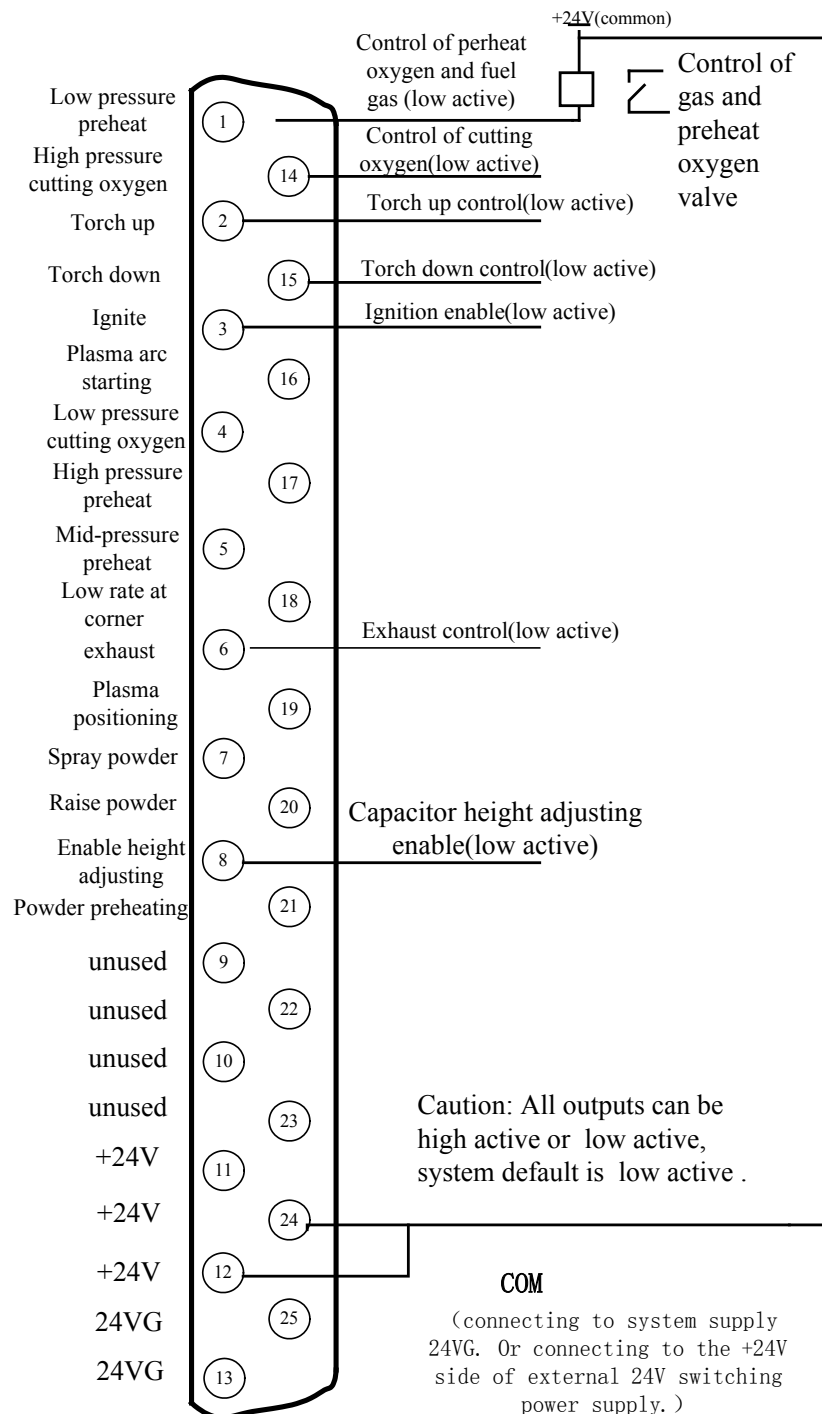 +24V(common)
Control of perheat
oxygen and fuel
gas (low active)
Control of
gas and
preheat
oxygen
valve
Low pressure
preheat
1
Control of cutting
oxygen(low active)
High pressure
cutting oxygen
14
Torch up
2
Torch up control(low active)
Torch down
15
Torch down control(low active)
Ignite
3
Ignition enable(low active)
Plasma arc
starting
16
Low pressure
cutting oxygen
4
High pressure
preheat
17
Mid-pressure
preheat
5
Low rate at
corner
18
exhaust
6
Exhaust control(low active)
Plasma
positioning
19
Spray powder
7
Raise powder
20
Capacitor height adjusting
enable(low active)
Enable height
adjusting
8
Powder preheating
21
unused
9
unused
22
unused
10
unused
23
Caution: All outputs can be
high active or low active,
system default is low active .
+24V
11
+24V
24
+24V
12
COM
24VG
25
24VG
13
(connecting to system supply
24VG. Or connecting to the +24V
side of external 24V switching
power supply.)